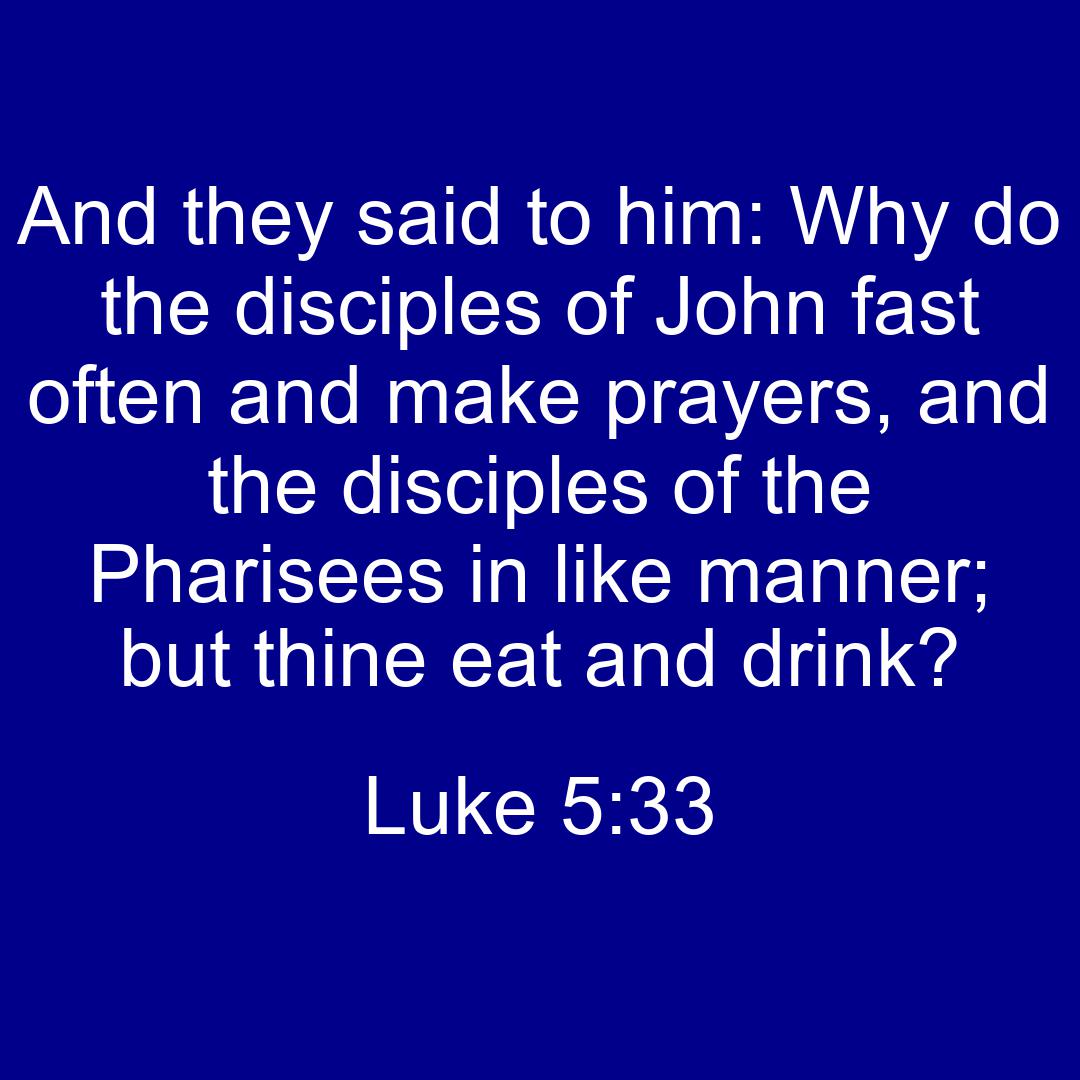 And they said to him: Why do
the disciples of John fast
often and make prayers, and
the disciples of the
Pharisees in like manner;
but thine eat and drink?
Luke 5:33